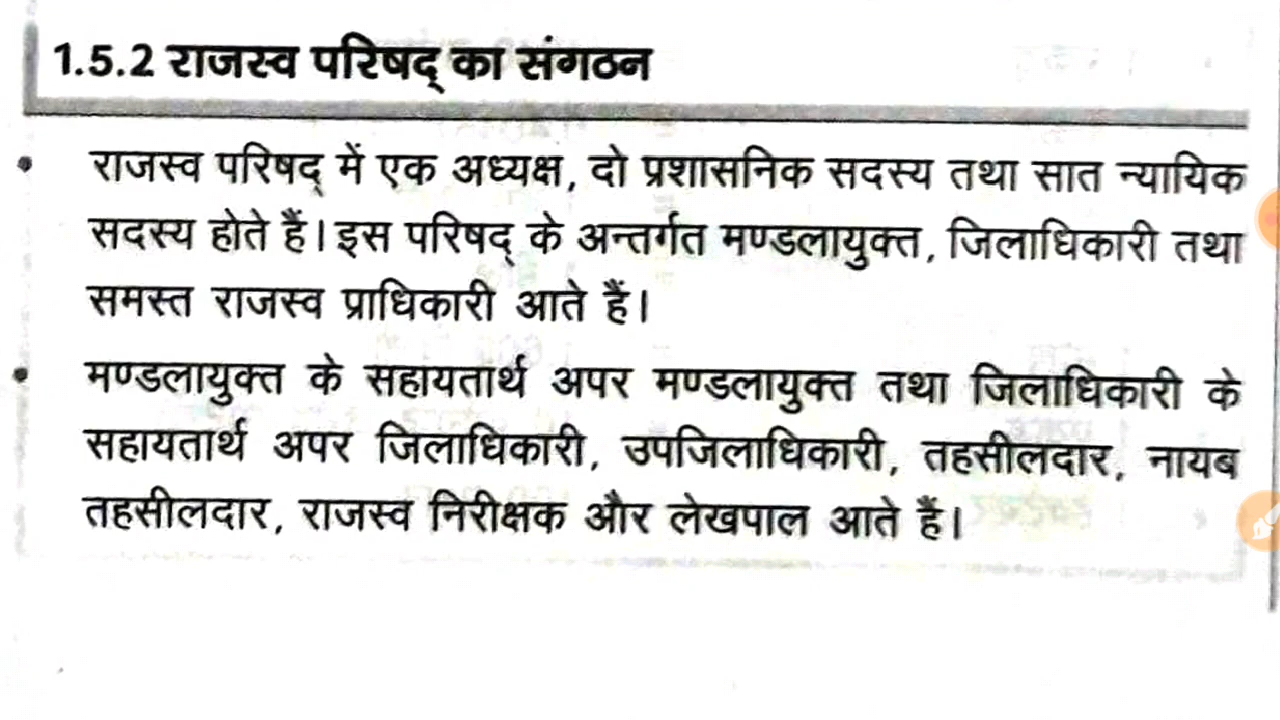 1.5.2 राजस्व परिषद् का संगठन
• राजस्व परिषद् में एक अध्यक्ष, दो प्रशासनिक सदस्य तथा सात न्यायिक
सदस्य होते हैं। इस परिषद् के अन्तर्गत मण्डलायुक्त, जिलाधिकारी तथा
समस्त राजस्व प्राधिकारी आते हैं।
• मण्डलायुक्त के सहायतार्थ अपर मण्डलायुक्त तथा जिलाधिकारी के
सहायतार्थ अपर जिलाधिकारी, उपजिलाधिकारी, तहसीलदार, नायब
तहसीलदार, राजस्व निरीक्षक और लेखपाल आते हैं।